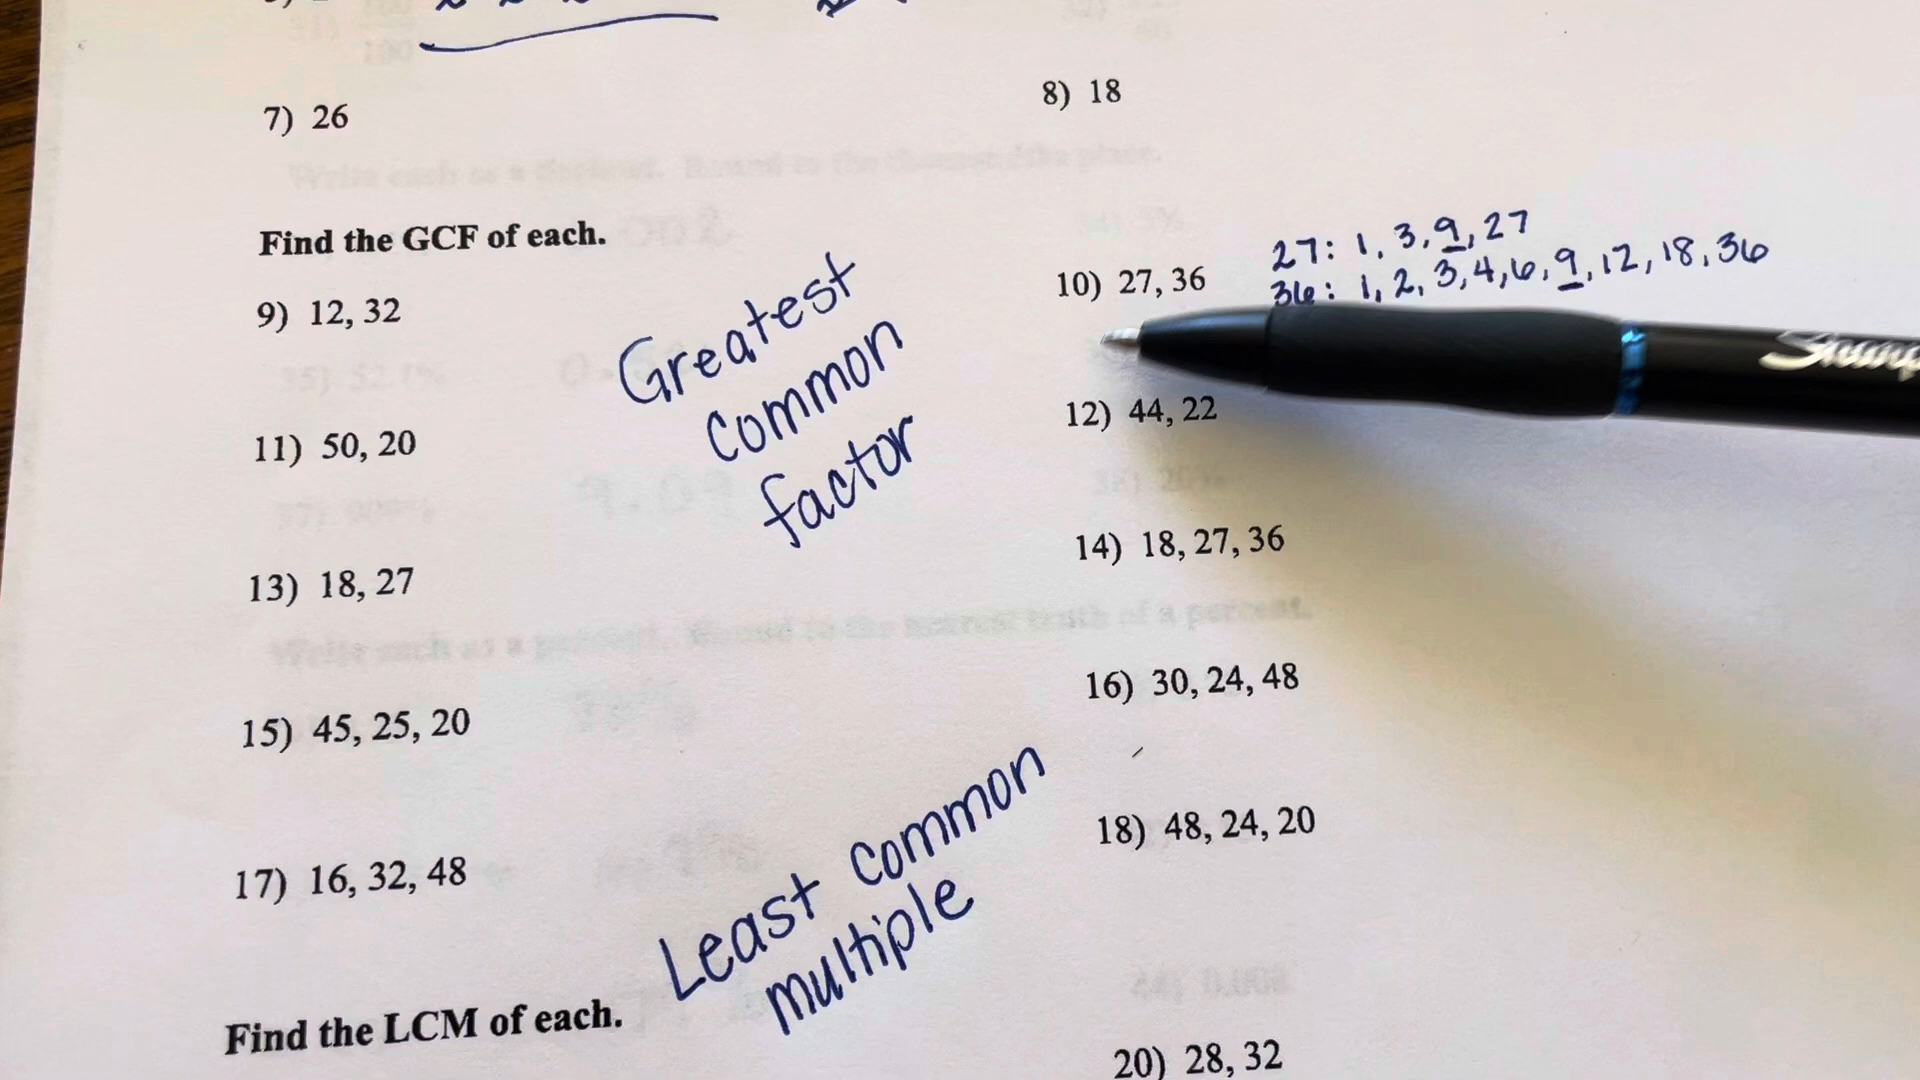 7) 26
8) 18
Find the GCF of each.
9) 12, 32
10) 27, 36
27: 1, 3, 9, 27
36: 1, 2, 3, 4, 6, 9, 12, 18, 36
Greatest
common
factor
11) 50, 20
12) 44, 22
13) 18, 27
14) 18, 27, 36
15) 45, 25, 20
16) 30, 24, 48
17) 16, 32, 48
18) 48, 24, 20
Least common
multiple
Find the LCM of each.
20) 28, 32